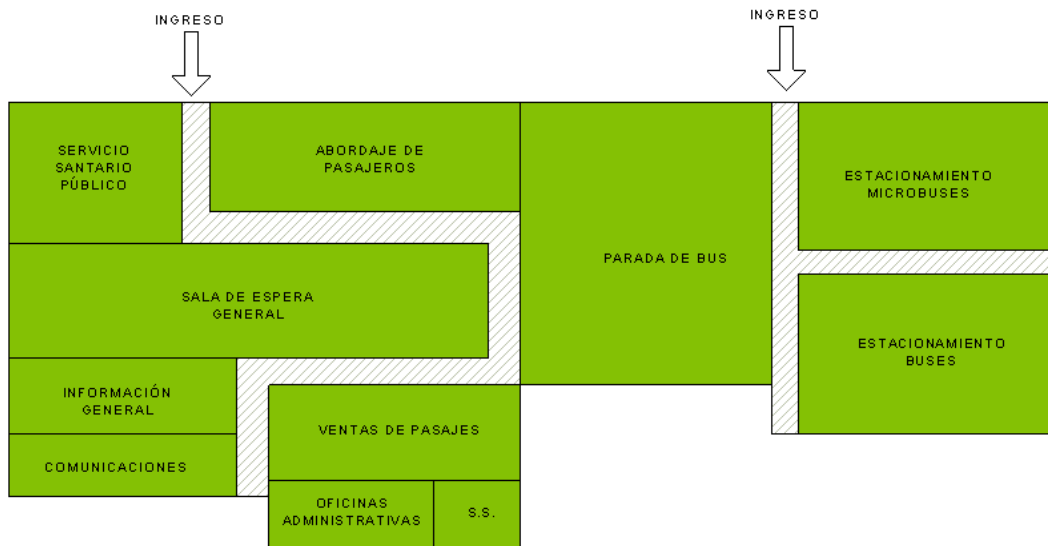 INGRESO
INGRESO
SERVICIO
SANTARIO
PÚBLICO
ABORDAJE DE
PASAJEROS
ESTACIONAMIENTO
MICROBUSES
PARADA DE BUS
SALA DE ESPERA
GENERAL
ESTACIONAMIENTO
BUSES
INFORMACIÓN
GENERAL
VENTAS DE PASAJES
COMUNICACIONES
OFICINAS
ADMINISTRATIVAS
S.S.